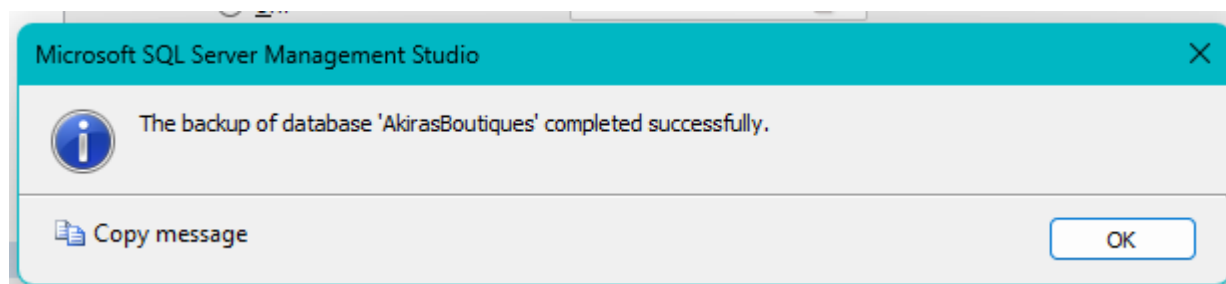 Microsoft SQL Server Management Studio
The backup of database 'AkirasBoutiques' completed successfully.
Copy message
OK